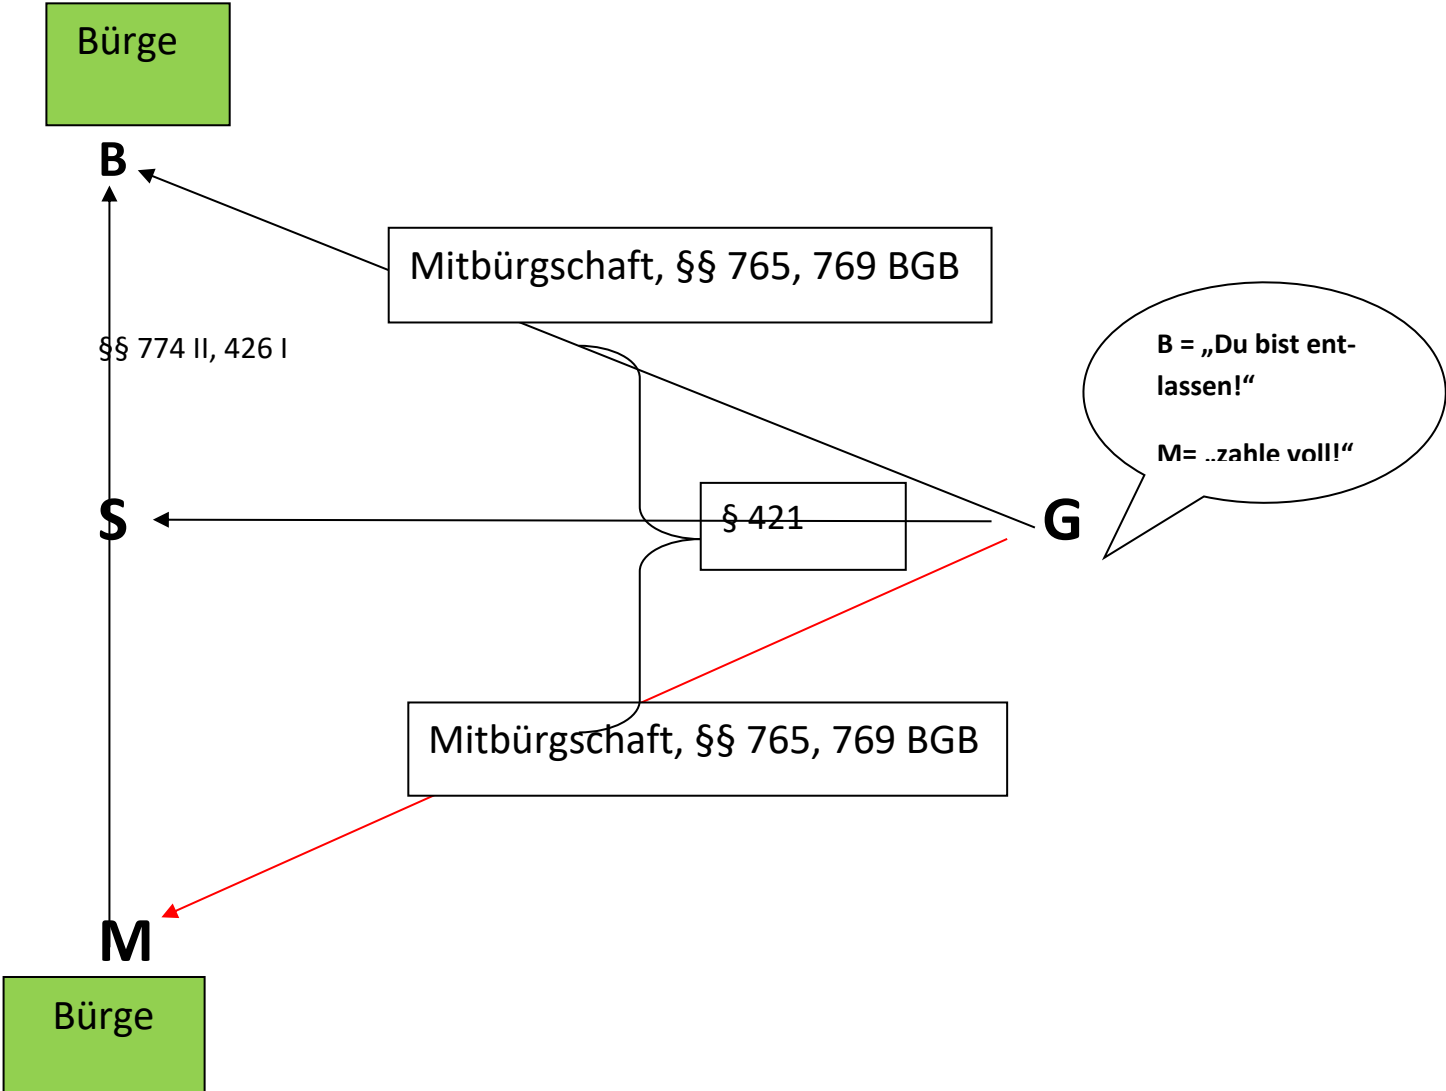 Bürge
B
Mitbürgschaft, §§ 765, 769 BGB
§§ 774 II, 426 I
B = „Du bist ent-
lassen!“
M= „zahle voll!“
S
§ 421
G
Mitbürgschaft, §§ 765, 769 BGB
M
Bürge